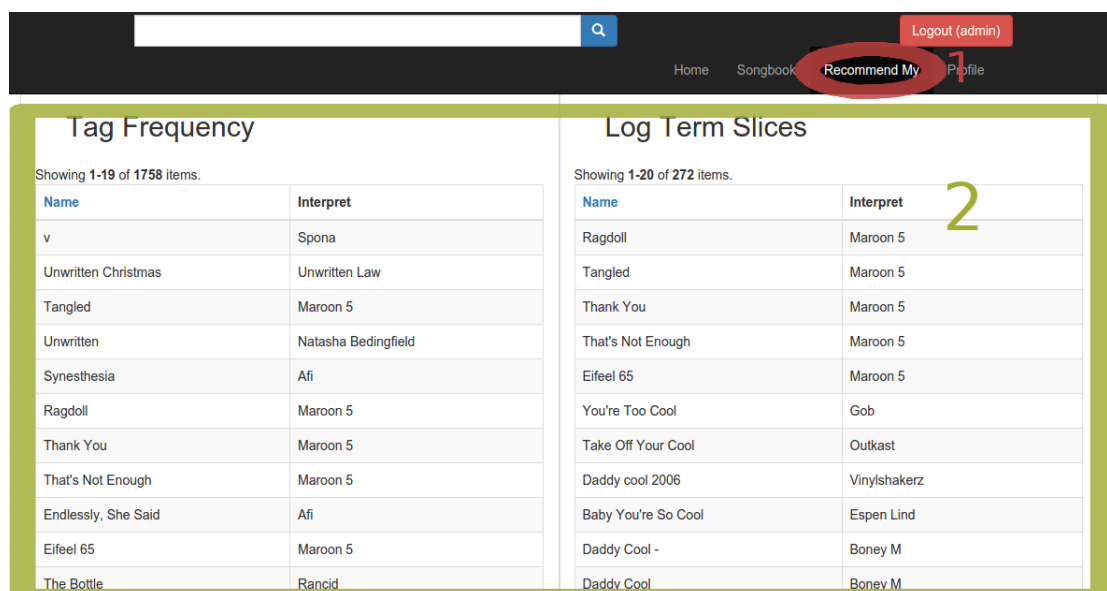 Logout (admin)
Home Songbook Recommend My Profile
1
Tag Frequency
Showing 1-19 of 1758 items.
Name Interpret
v Spona
Unwritten Christmas Unwritten Law
Tangled Maroon 5
Unwritten Natasha Bedingfield
Synesthesia Afi
Ragdoll Maroon 5
Thank You Maroon 5
That's Not Enough Maroon 5
Endlessly, She Said Afi
Eifeel 65 Maroon 5
The Bottle Rancid
Log Term Slices
Showing 1-20 of 272 items.
Name Interpret
2
Ragdoll Maroon 5
Tangled Maroon 5
Thank You Maroon 5
That's Not Enough Maroon 5
Eifeel 65 Maroon 5
You're Too Cool Gob
Take Off Your Cool Outkast
Daddy cool 2006 Vinylshakerz
Baby You're So Cool Espen Lind
Daddy Cool - Boney M
Daddy Cool Boney M